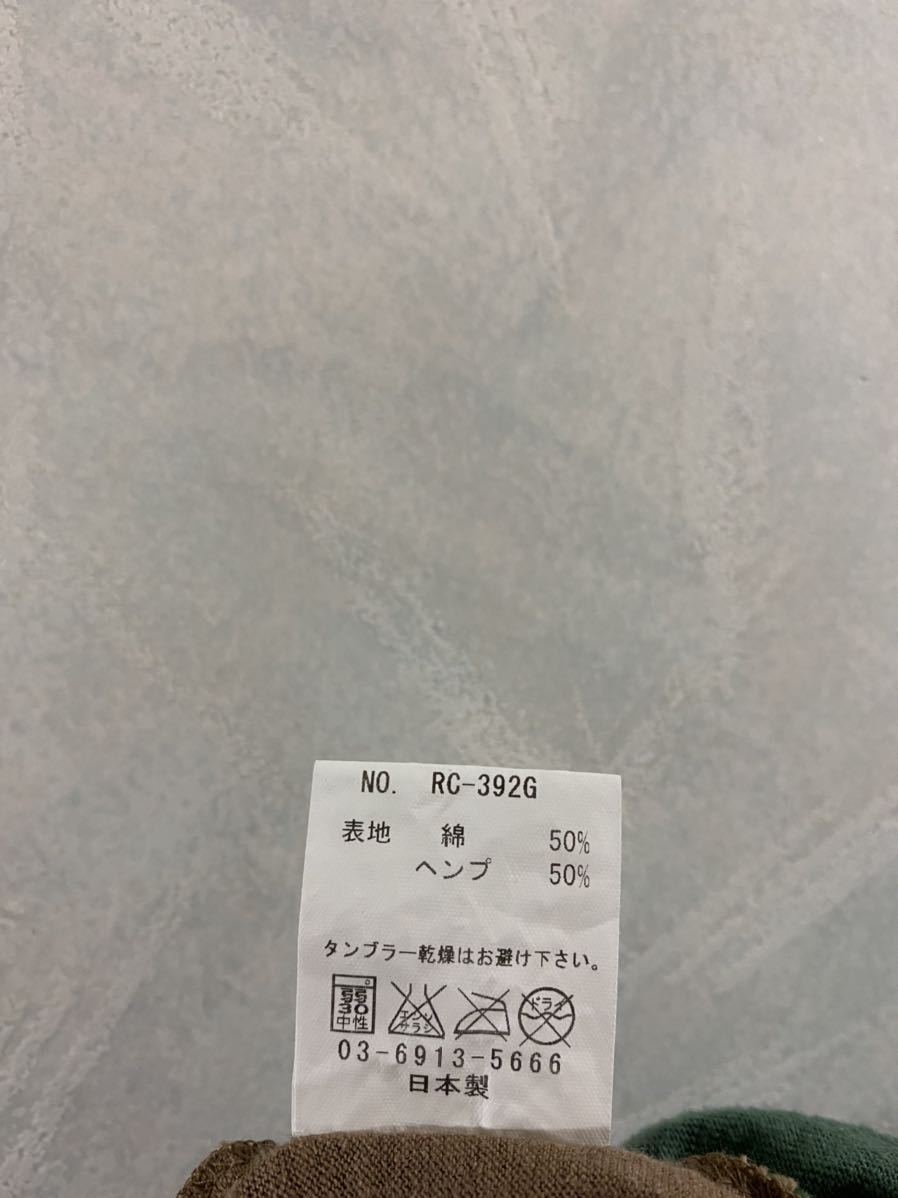 NO. RC-392G
表地 綿 50%
ヘンプ 50%
タンブラー乾燥はお避け下さい。
弱 30 中性 エンソ サラシ ドライ
03-6913-5666
日本製